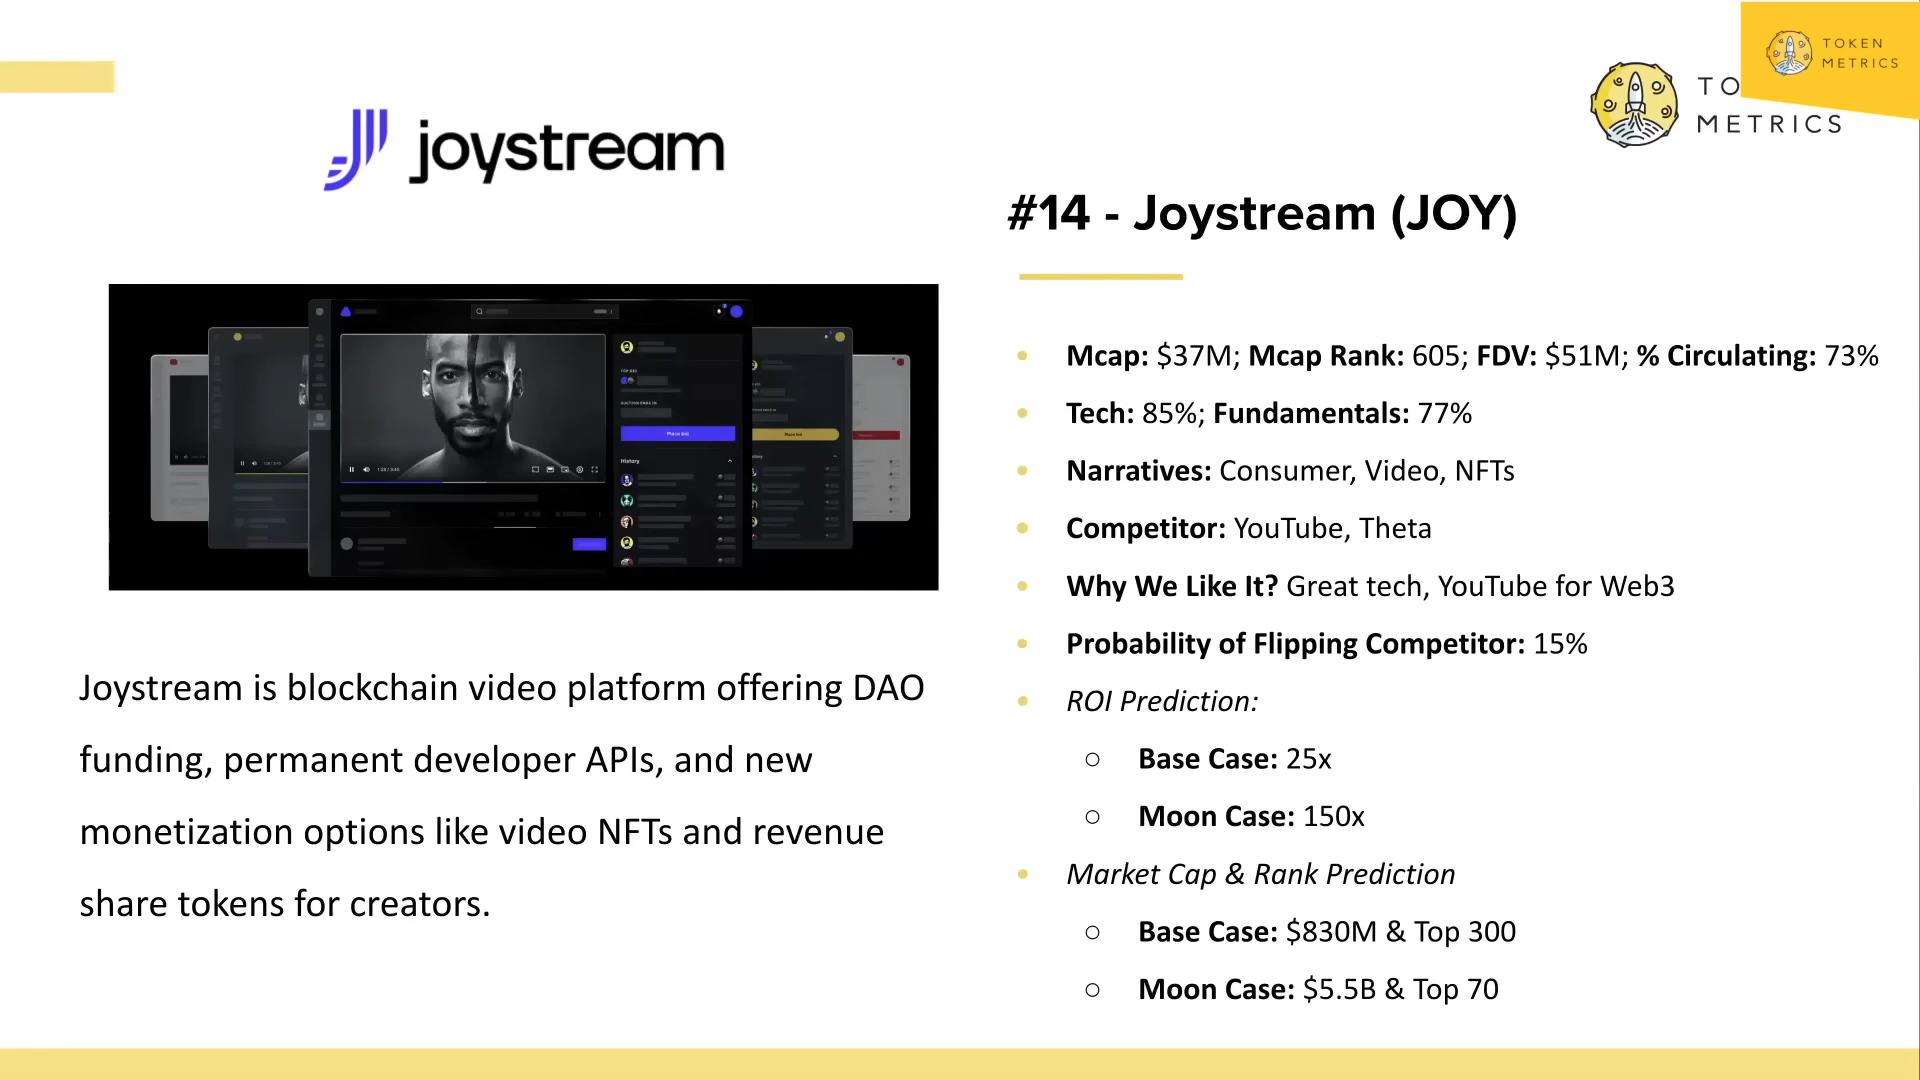 TOKEN
METRICS
TO
METRICS
joystream
#14 - Joystream (JOY)
Mcap: $37M; Mcap Rank: 605; FDV: $51M; % Circulating: 73%
Tech: 85%; Fundamentals: 77%
Narratives: Consumer, Video, NFTs
Competitor: YouTube, Theta
Why We Like It? Great tech, YouTube for Web3
Probability of Flipping Competitor: 15%
ROI Prediction:
Base Case: 25x
Moon Case: 150x
Market Cap & Rank Prediction
Base Case: $830M & Top 300
Moon Case: $5.5B & Top 70
Place bid
History
Joystream is blockchain video platform offering DAO
funding, permanent developer APIs, and new
monetization options like video NFTs and revenue
share tokens for creators.